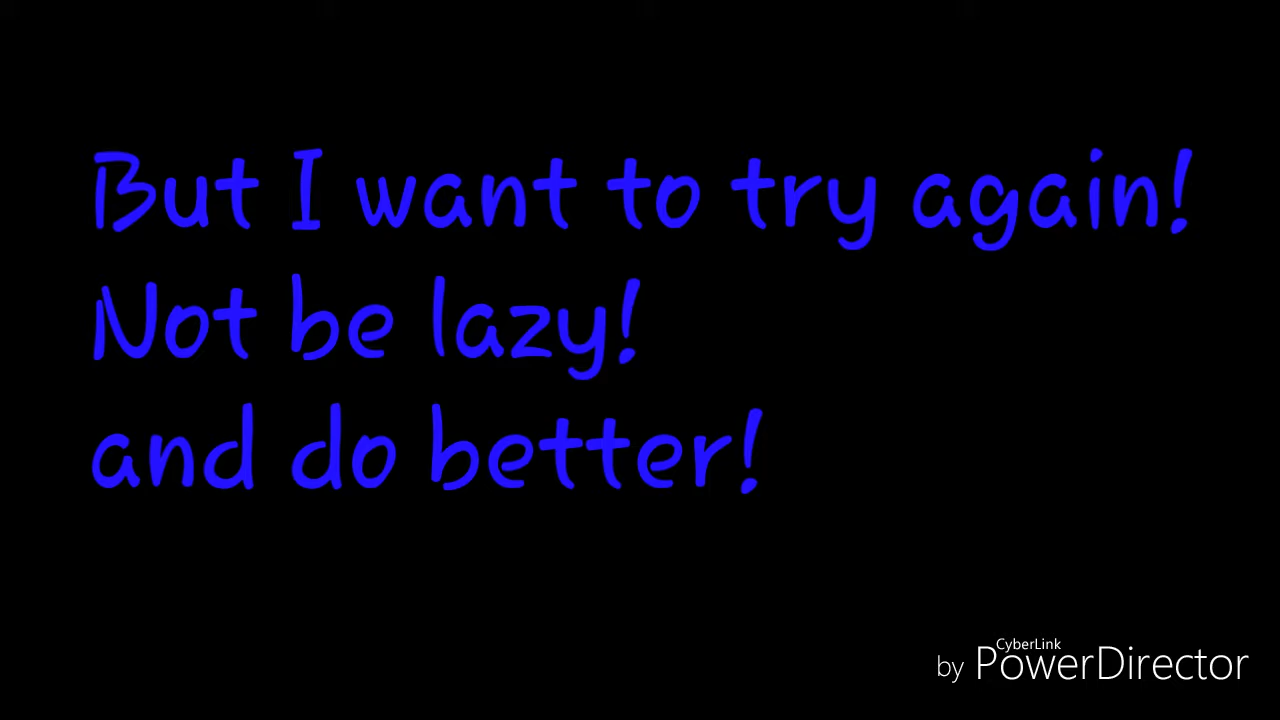 But I want to try again!
Not be lazy!
and do better!
CyberLink
by PowerDirector